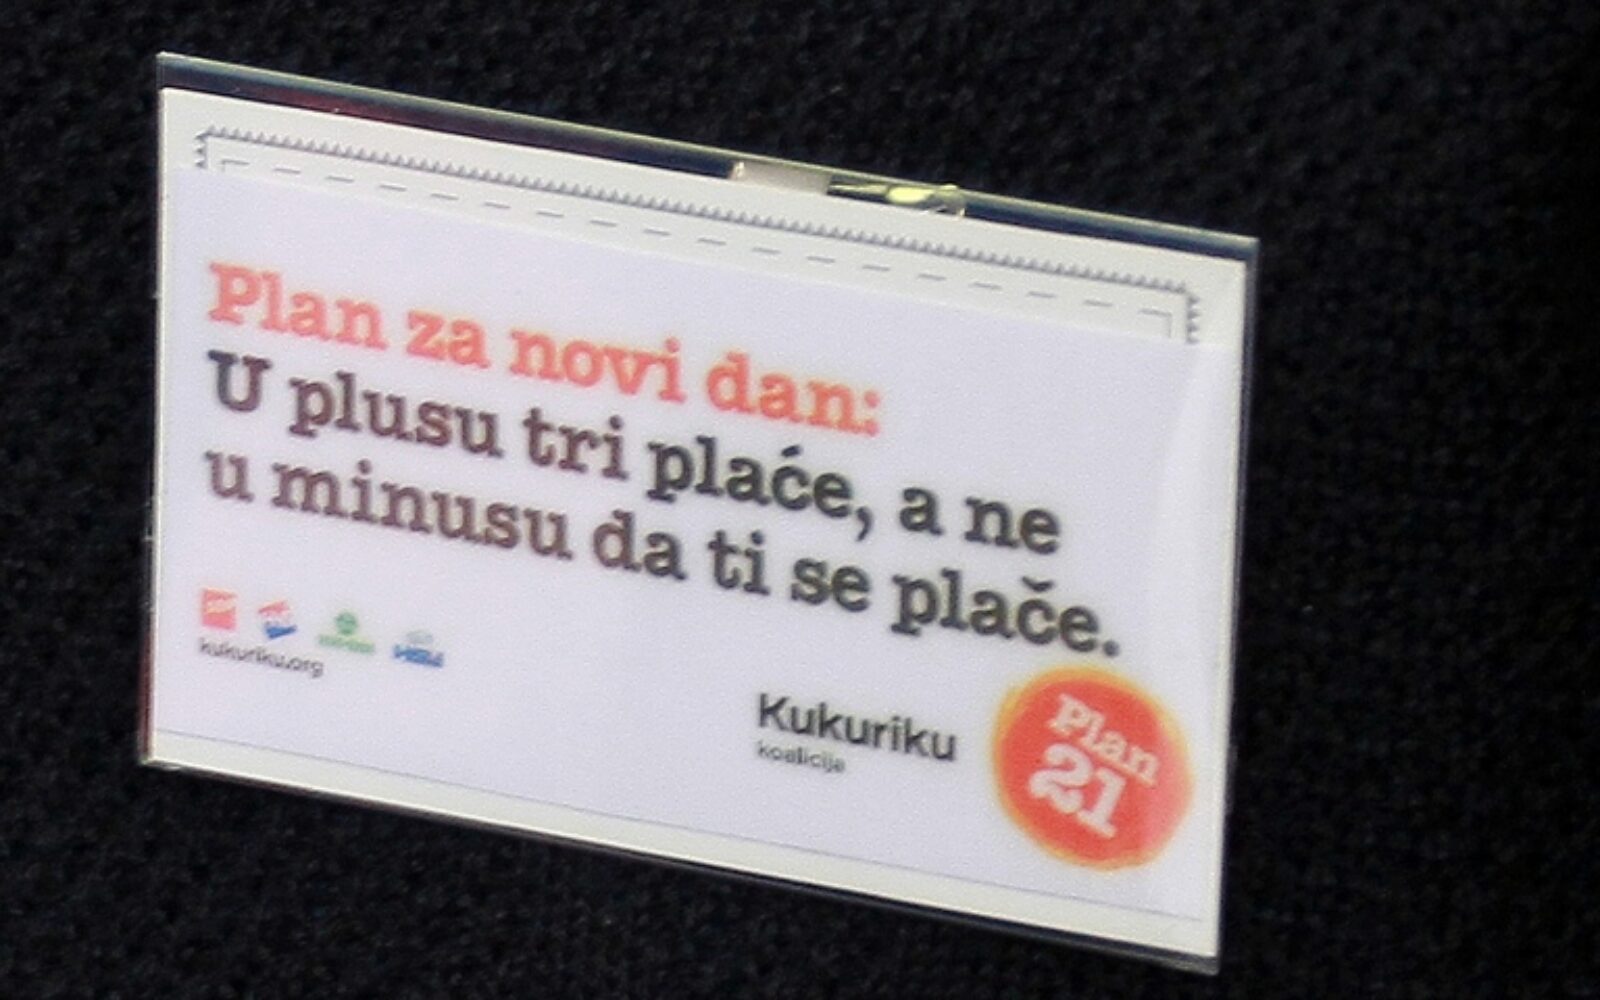 Plan za novi dan:
U plusu tri plaće, a ne
u minusu da ti se plače.
kukuriku.org
Kukuriku
koalicija
Plan
21